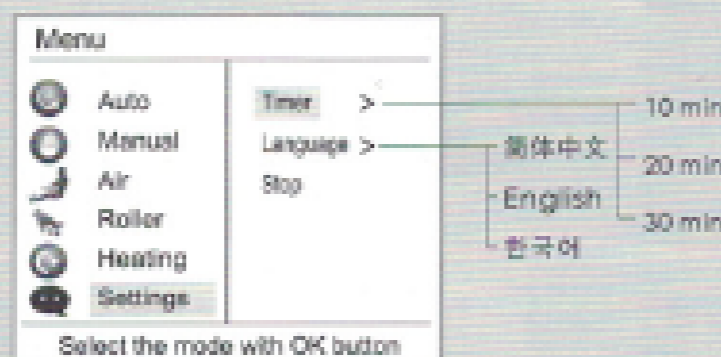 Menu
Auto
Manual
Air
Roller
Heating
Settings
Timer >
Language >
Stop
简体中文
English
한국어
10 min
20 min
30 min
Select the mode with OK button